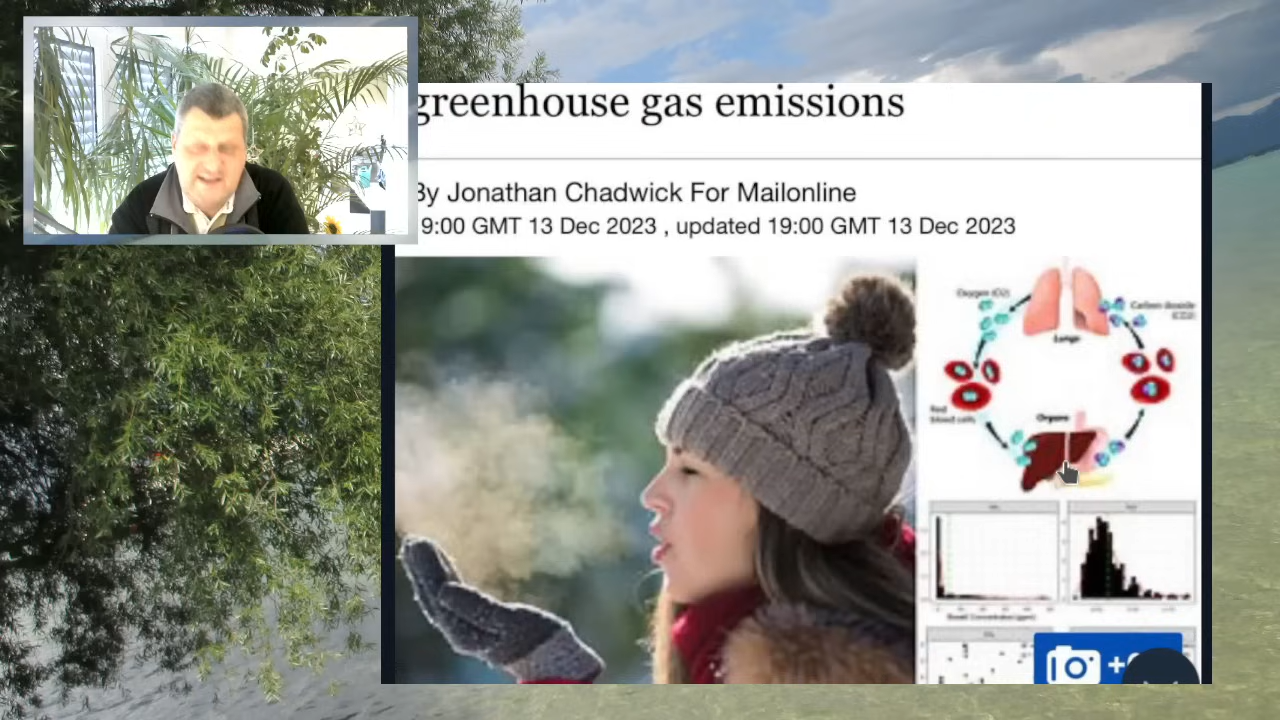 greenhouse gas emissions
By Jonathan Chadwick For Mailonline
9:00 GMT 13 Dec 2023 , updated 19:00 GMT 13 Dec 2023
Oxygen (O2)
Carbon dioxide
(CO2)
Lungs
Red
blood cells
Organs